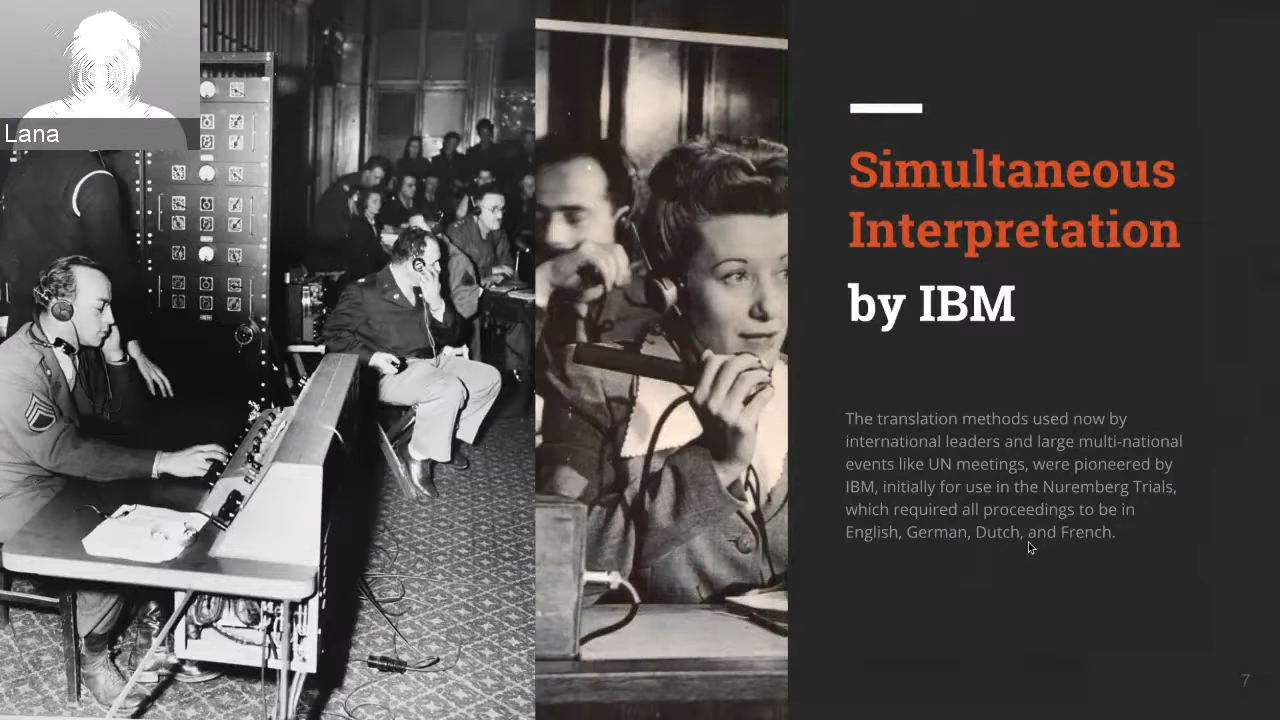 Lana
Simultaneous
Interpretation
by IBM
The translation methods used now by
international leaders and large multi-national
events like UN meetings, were pioneered by
IBM, initially for use in the Nuremberg Trials,
which required all proceedings to be in
English, German, Dutch, and French.
7